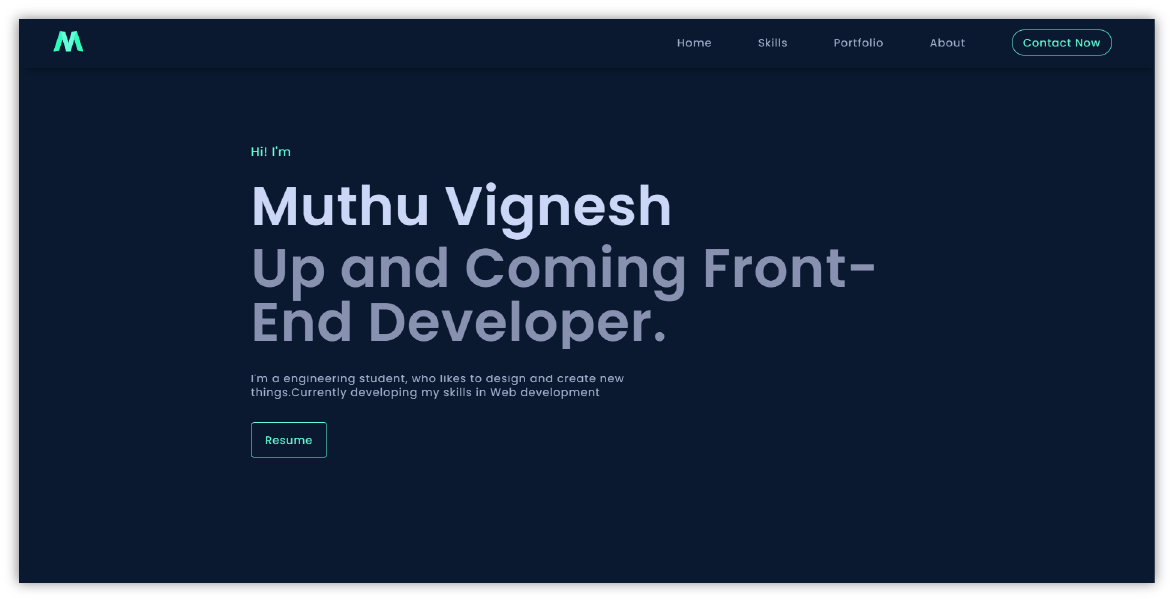 M
Home Skills Portfolio About Contact Now
Hi! I'm
Muthu Vignesh
Up and Coming Front-
End Developer.
I'm a engineering student, who likes to design and create new
things.Currently developing my skills in Web development
Resume